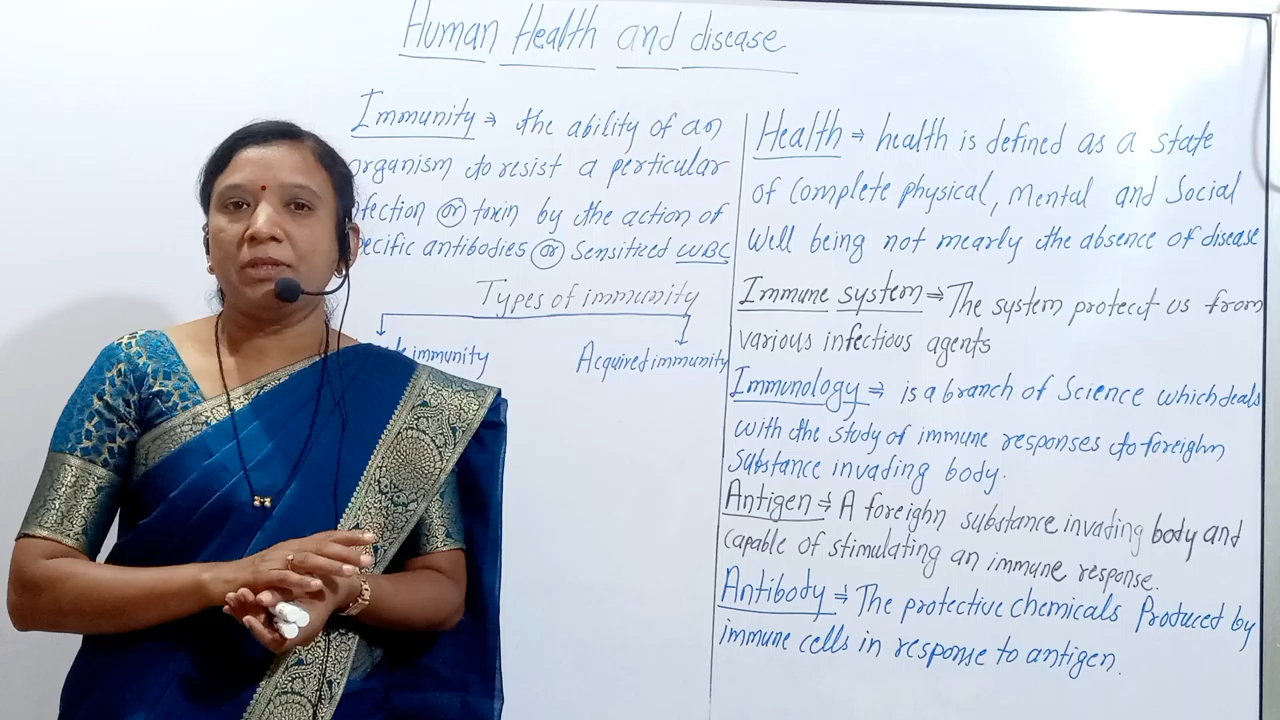 Human Health and disease
Immunity → the ability of an
organism to resist a perticular
fection or toxin by the action of
ecific antibodies or Sensitized WBC
Types of immunity
immunity
Acquired immunity
Health → health is defined as a state
of complete physical, Mental and Social
Well being not mearly the absence of disease
Immune system → The system protect us from
various infectious agents
Immunology → is a branch of Science which deals
with the study of immune responses to foreighn
substance invading body.
Antigen → A foreighn substance invading body and
capable of stimulating an immune response.
Antibody → The protective chemicals Produced by
immune cells in response to antigen.